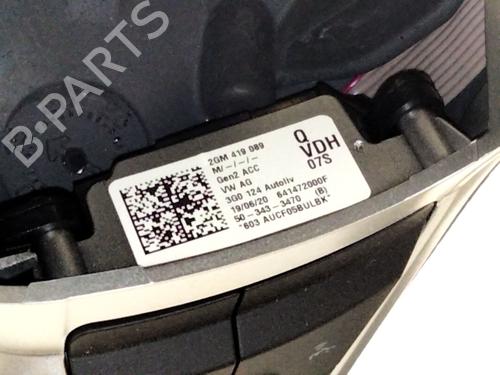 B-PARTS
2GM 419 089
M/-/-/-
Gen2 ACC
VW AG
3G0 124 Autoliv
19/06/20 641472000F
50-343-3470 (B)
*603 AUCF05BULBK*
Q
VDH
07S